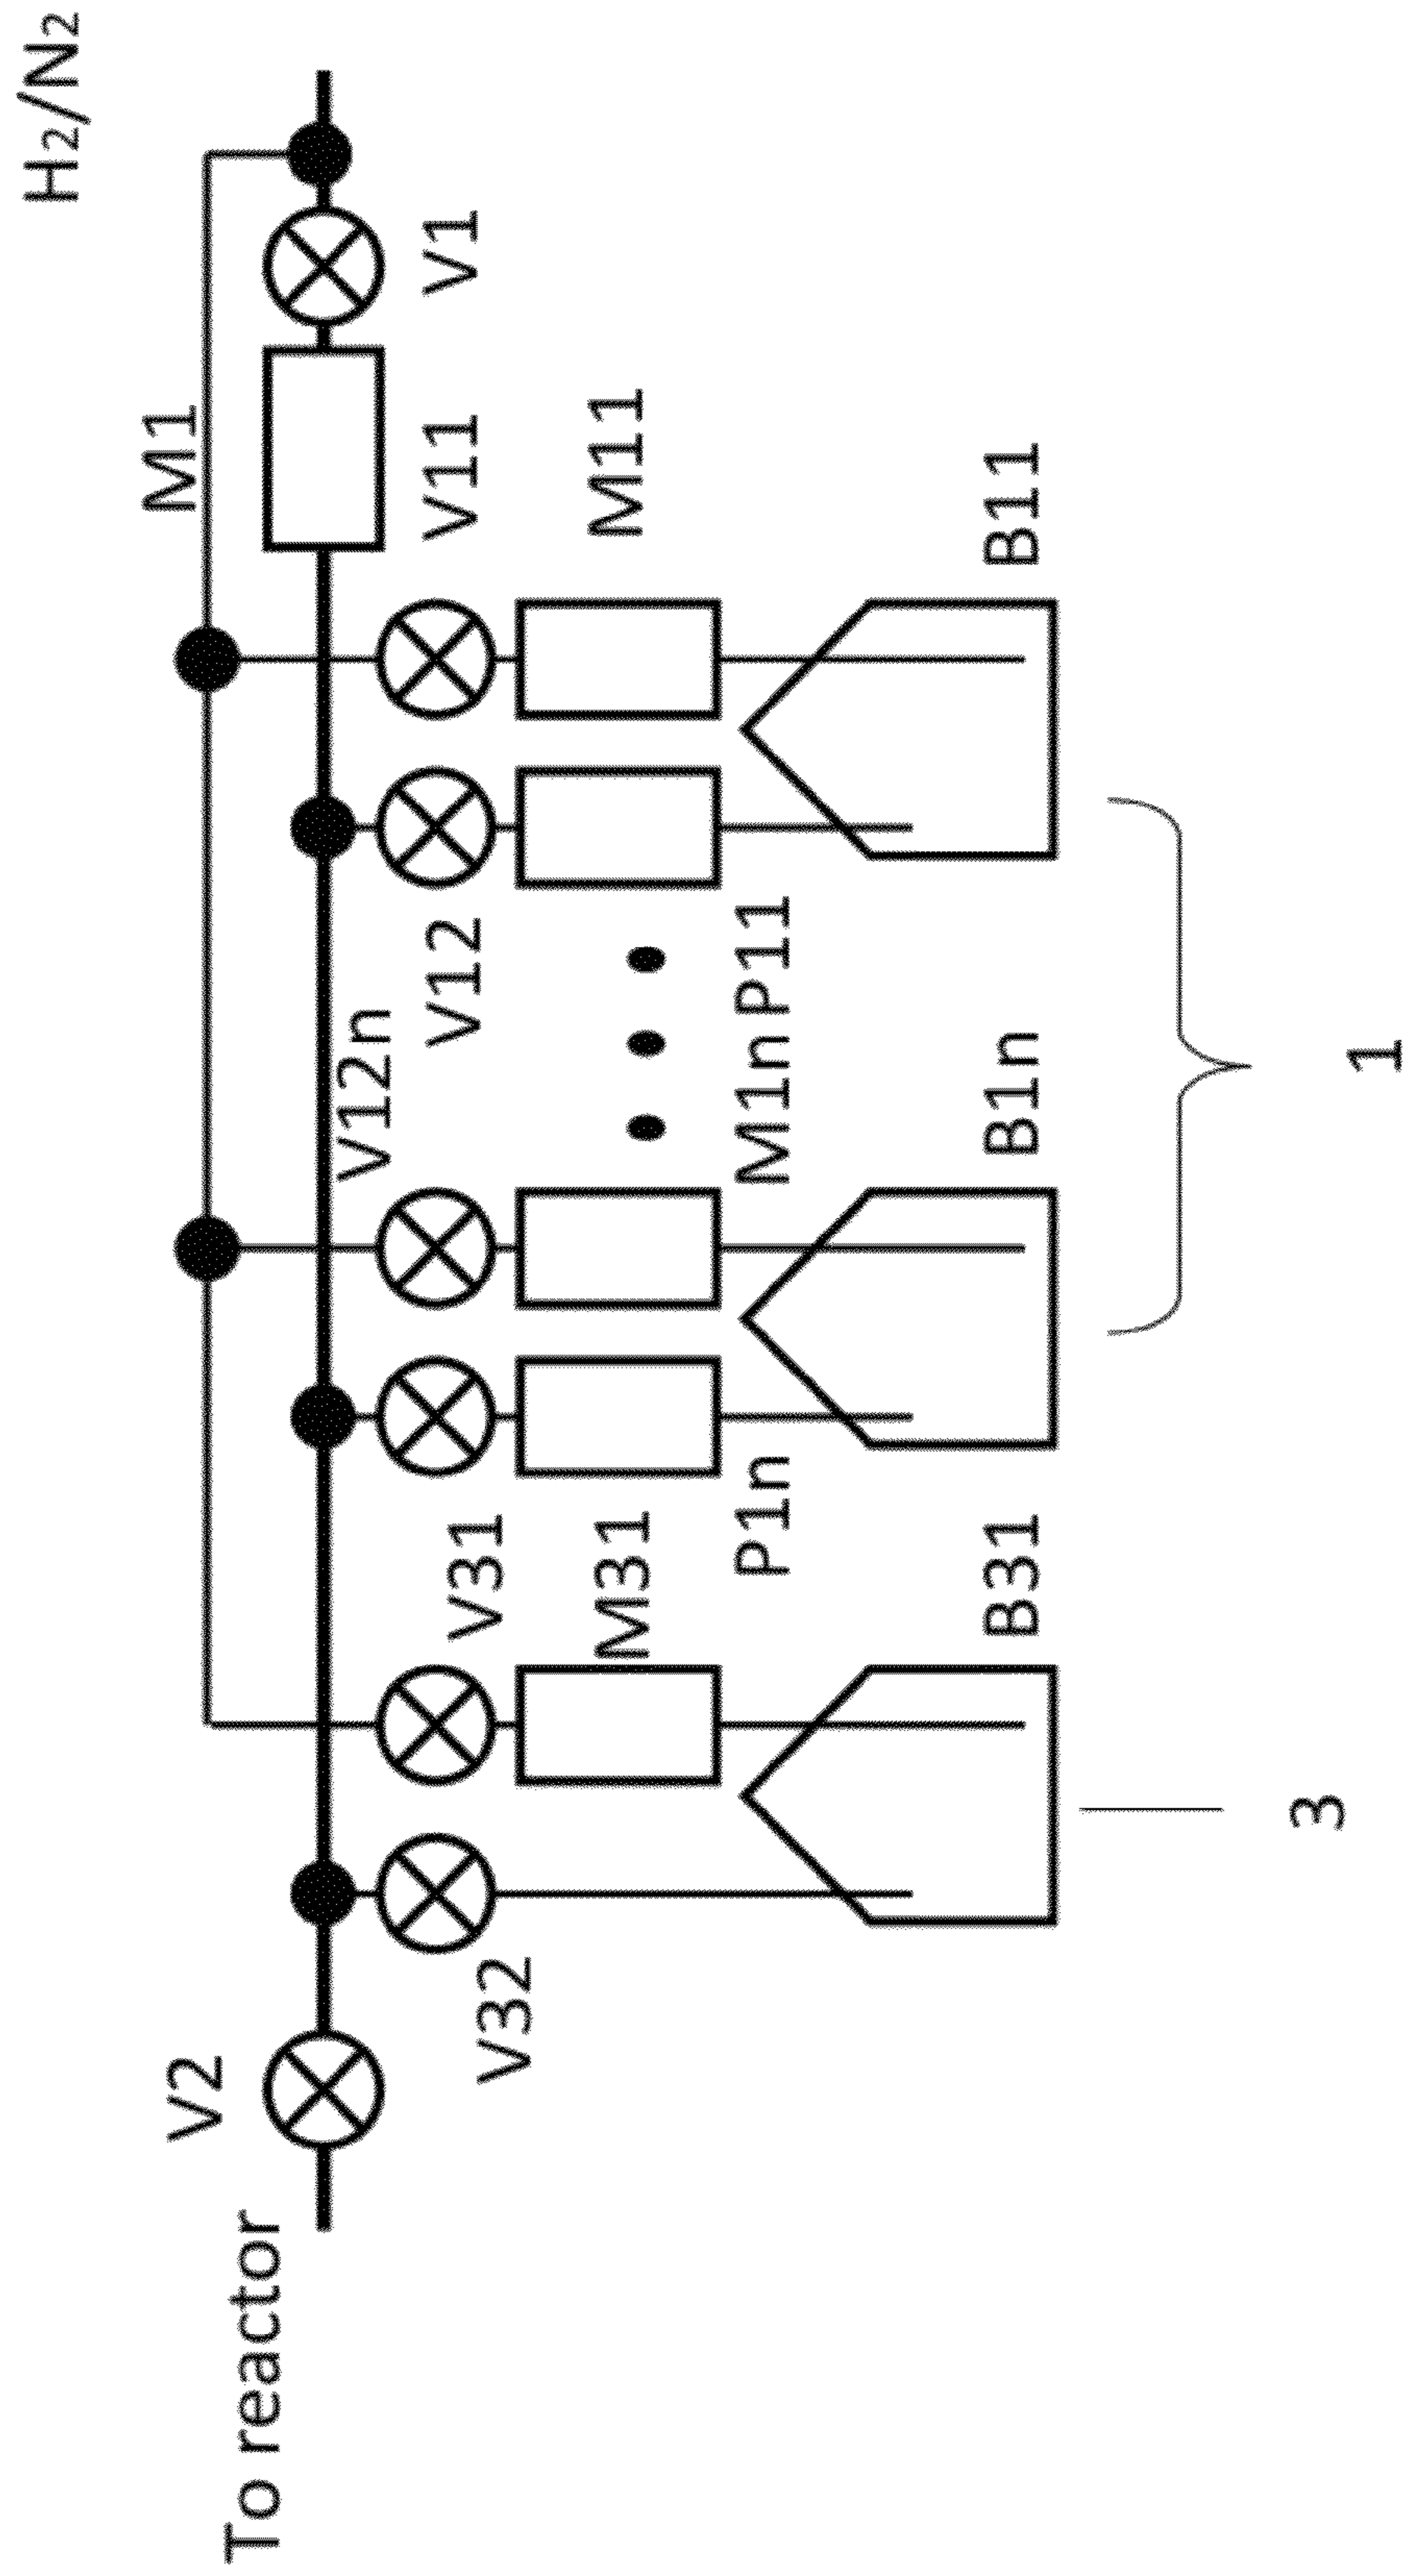 H₂/N₂
M1
V1
V11
M11
B11
V12
P11
V12n
M1n
B1n
1
V31
M31
P1n
B31
3
V2
V32
To reactor